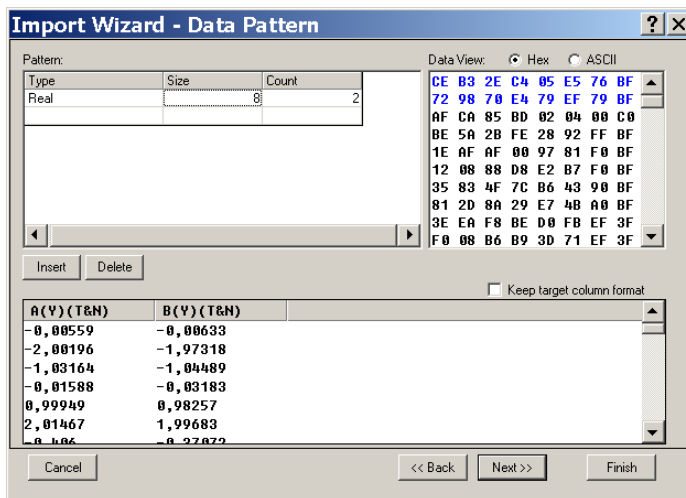 Import Wizard - Data Pattern
Pattern:
Type Size Count
Real 8 2
Data View: Hex ASCII
CE B3 2E C4 05 E5 76 BF
72 98 70 E4 79 EF 79 BF
AF CA 85 BD 02 04 00 C0
BE 5A 2B FE 28 92 FF BF
1E AF AF 00 97 81 F0 BF
12 08 88 D8 E2 B7 F0 BF
35 83 4F 7C B6 43 90 BF
81 2D 8A 29 E7 4B A0 BF
3E EA F8 BE D0 FB EF 3F
F0 08 B6 B9 3D 71 EF 3F
Insert Delete
Keep target column format
A(Y)(T&N) B(Y)(T&N)
-0,00559 -0,00633
-2,00196 -1,97318
-1,03164 -1,04489
-0,01588 -0,03183
0,99949 0,98257
2,01467 1,99683
-0,406 -0,37072
Cancel << Back Next >> Finish